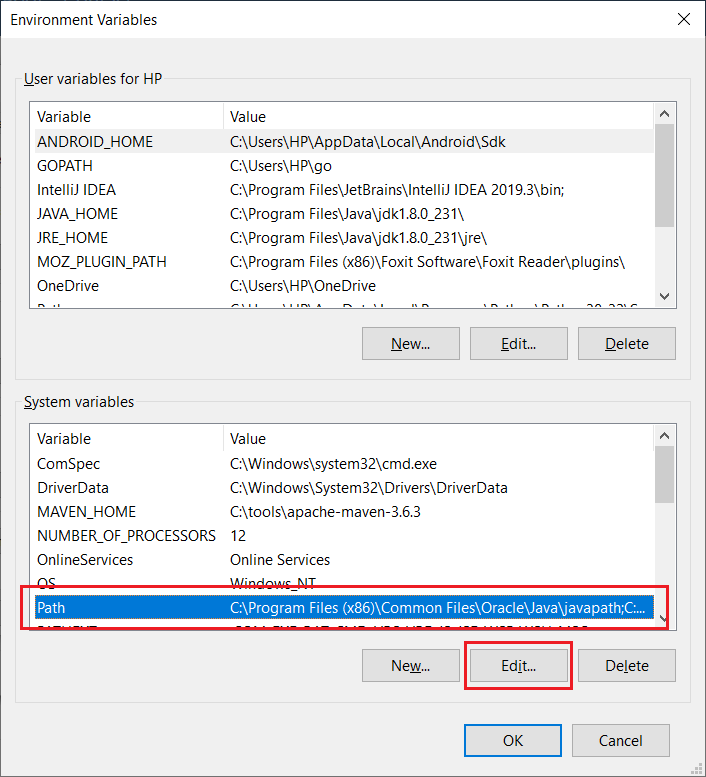 Environment Variables
User variables for HP
Variable Value
ANDROID_HOME C:\Users\HP\AppData\Local\Android\Sdk
GOPATH C:\Users\HP\go
IntelliJ IDEA C:\Program Files\JetBrains\IntelliJ IDEA 2019.3\bin;
JAVA_HOME C:\Program Files\Java\jdk1.8.0_231\
JRE_HOME C:\Program Files\Java\jdk1.8.0_231\jre\
MOZ_PLUGIN_PATH C:\Program Files (x86)\Foxit Software\Foxit Reader\plugins\
OneDrive C:\Users\HP\OneDrive
New... Edit... Delete
System variables
Variable Value
ComSpec C:\Windows\system32\cmd.exe
DriverData C:\Windows\System32\Drivers\DriverData
MAVEN_HOME C:\tools\apache-maven-3.6.3
NUMBER_OF_PROCESSORS 12
OnlineServices Online Services
OS Windows_NT
Path C:\Program Files (x86)\Common Files\Oracle\Java\javapath;C:...
New... Edit... Delete
OK Cancel